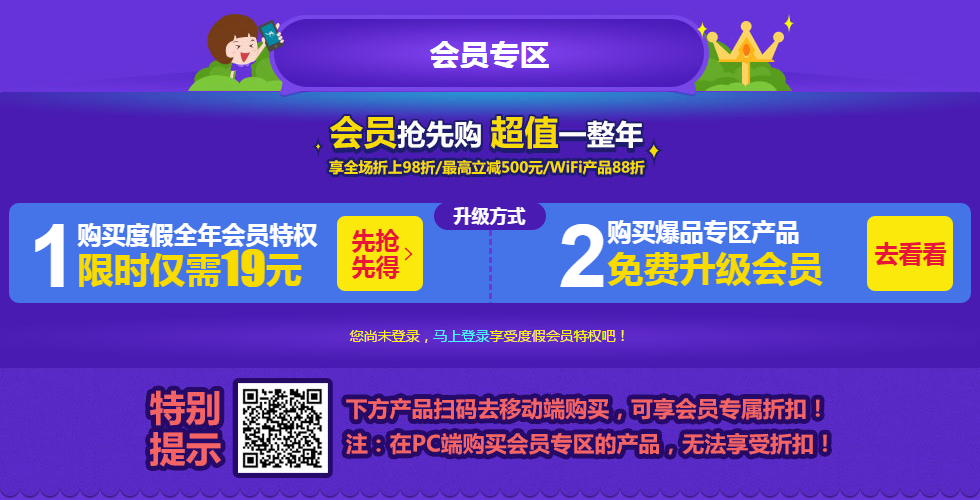 会员专区
会员抢先购 超值一整年
享全场折上98折/最高立减500元/WiFi产品88折
升级方式
1
购买度假全年会员特权
限时仅需19元
先抢
先得
2
购买爆品专区产品
免费升级会员
去看看
您尚未登录，马上登录享受度假会员特权吧！
特别
提示
下方产品扫码去移动端购买，可享会员专属折扣！
注：在PC端购买会员专区的产品，无法享受折扣！